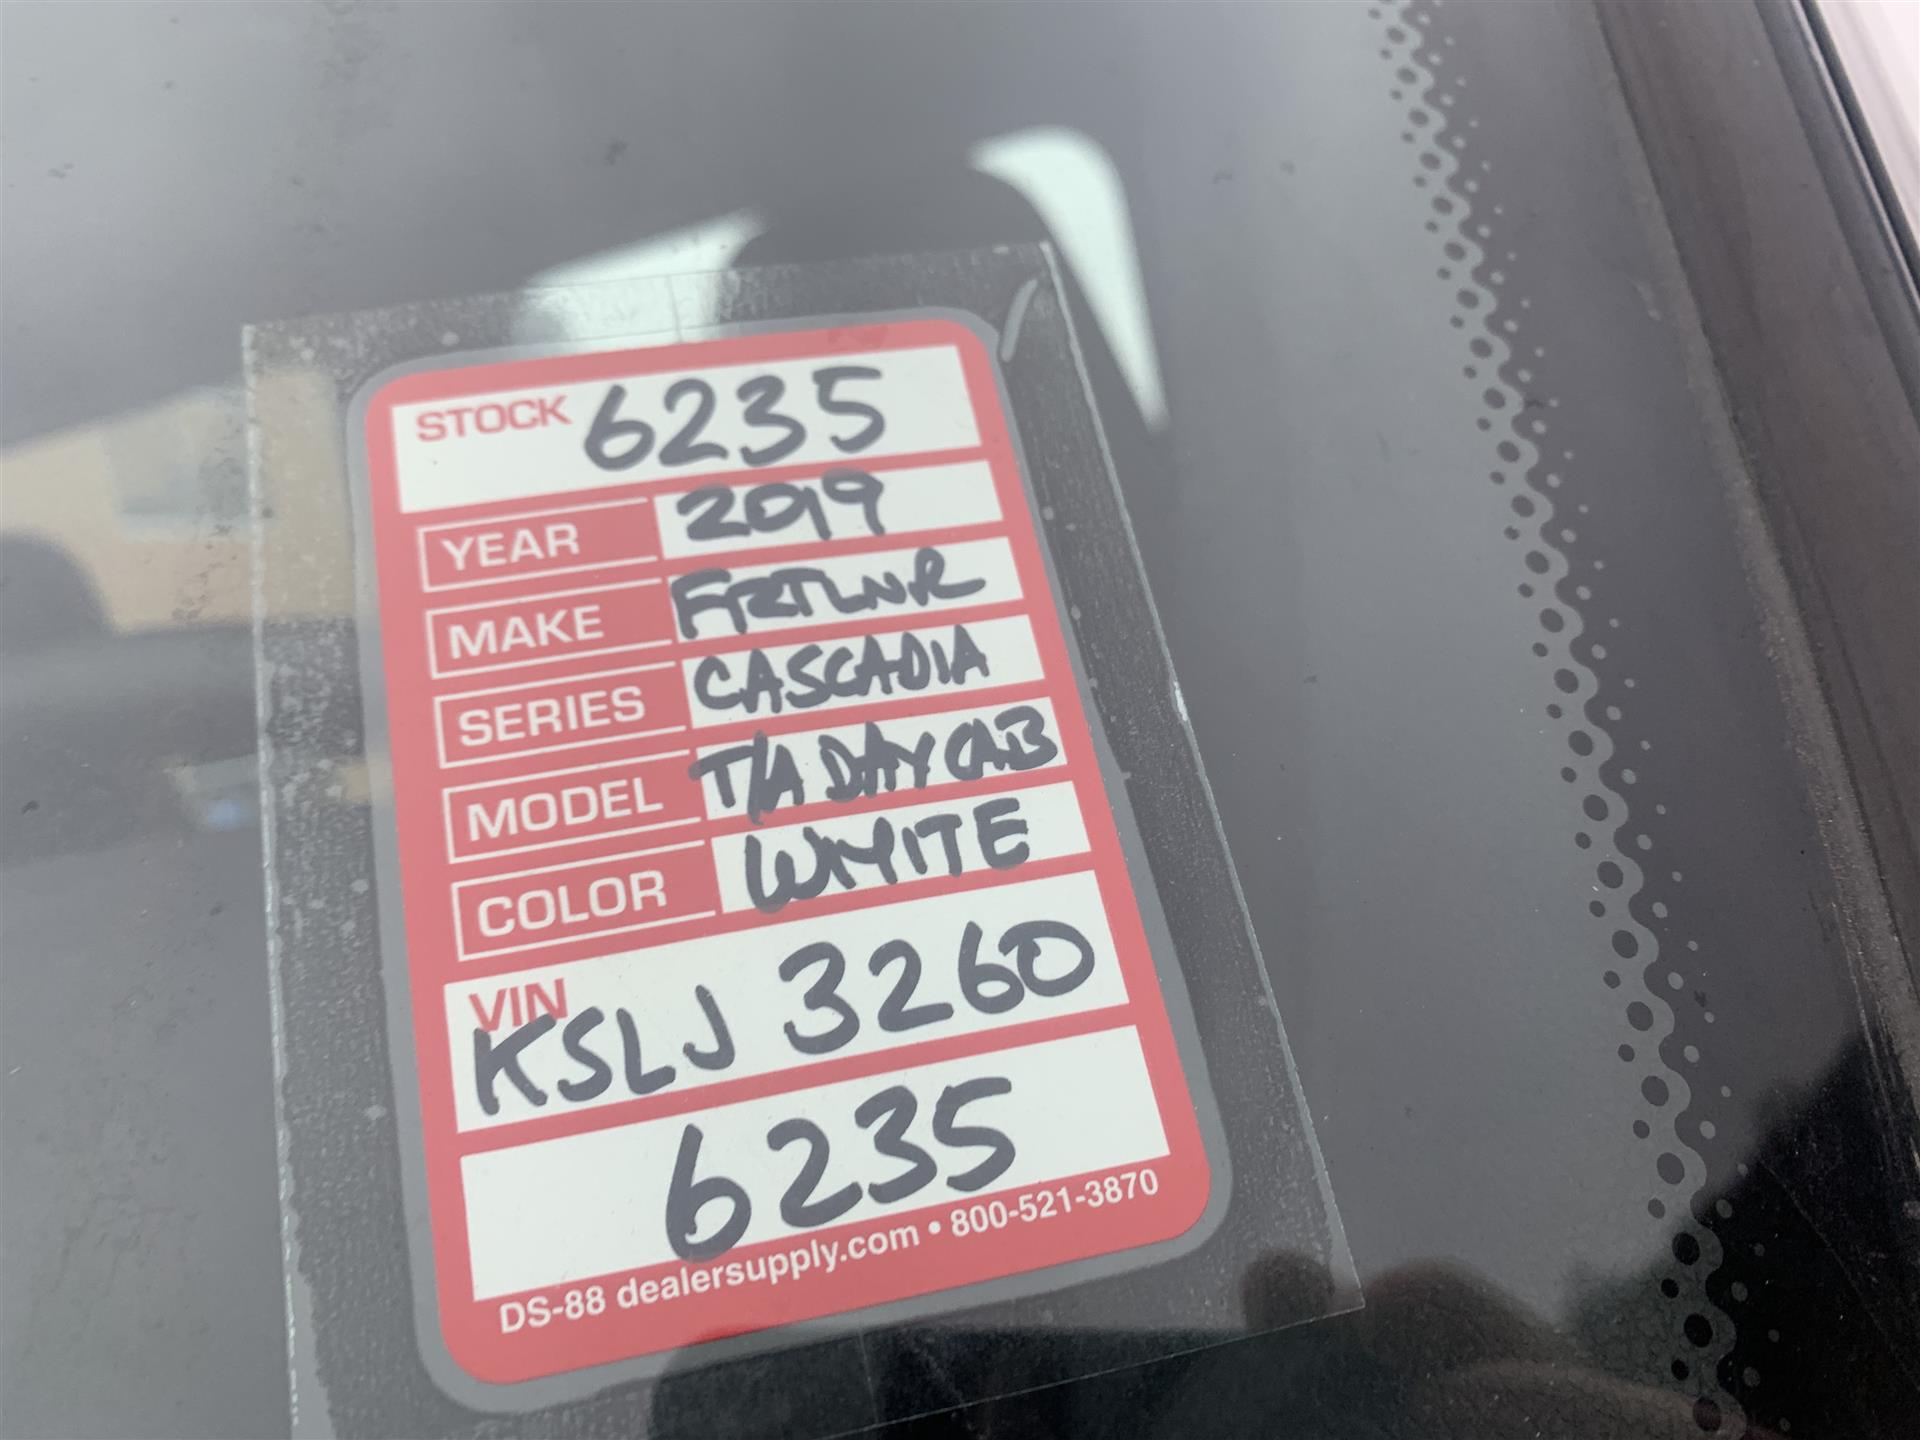 STOCK 6235
YEAR 2019
MAKE FRTLNR
SERIES CASCADIA
MODEL T/A DAY CAB
COLOR WHITE
VIN
KSLJ 3260
6235
DS-88 dealersupply.com • 800-521-3870